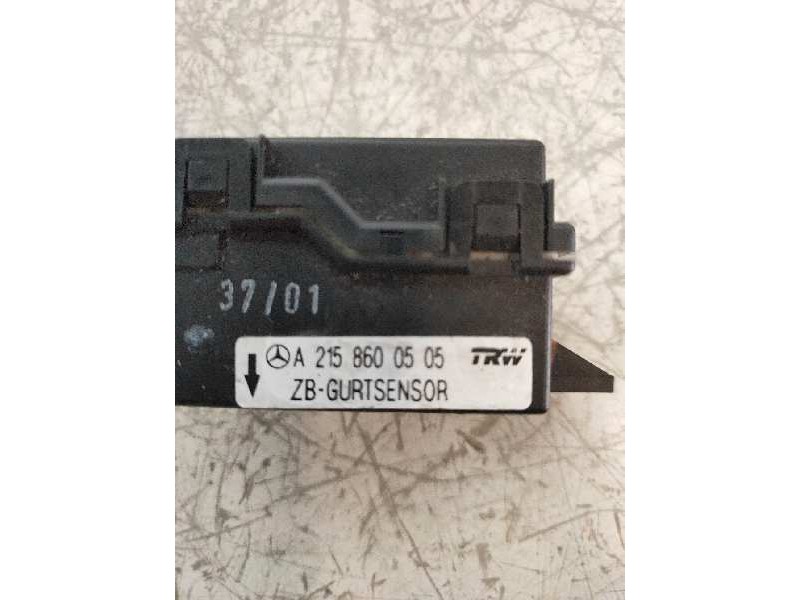 37/01
A 215 860 05 05 TRW
ZB-GURTSENSOR